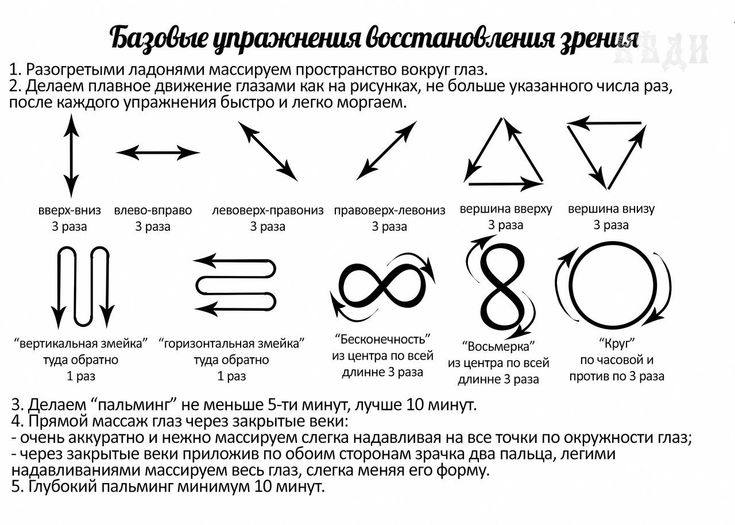 Базовые упражнения восстановления зрения
ВѢДИ
1. Разогретыми ладонями массируем пространство вокруг глаз.
2. Делаем плавное движение глазами как на рисунках, не больше указанного числа раз,
после каждого упражнения быстро и легко моргаем.
вверх-вниз
3 раза
влево-вправо
3 раза
левоверх-правониз
3 раза
правоверх-левониз
3 раза
вершина вверху
3 раза
вершина внизу
3 раза
"вертикальная змейка"
туда обратно
1 раз
"горизонтальная змейка"
туда обратно
1 раз
"Бесконечность"
из центра по всей
длинне 3 раза
"Восьмерка"
из центра по всей
длинне 3 раза
"Круг"
по часовой и
против по 3 раза
3. Делаем "пальминг" не меньше 5-ти минут, лучше 10 минут.
4. Прямой массаж глаз через закрытые веки:
- очень аккуратно и нежно массируем слегка надавливая на все точки по окружности глаз;
- через закрытые веки приложив по обоим сторонам зрачка два пальца, легими
надавливаниями массируем весь глаз, слегка меняя его форму.
5. Глубокий пальминг минимум 10 минут.